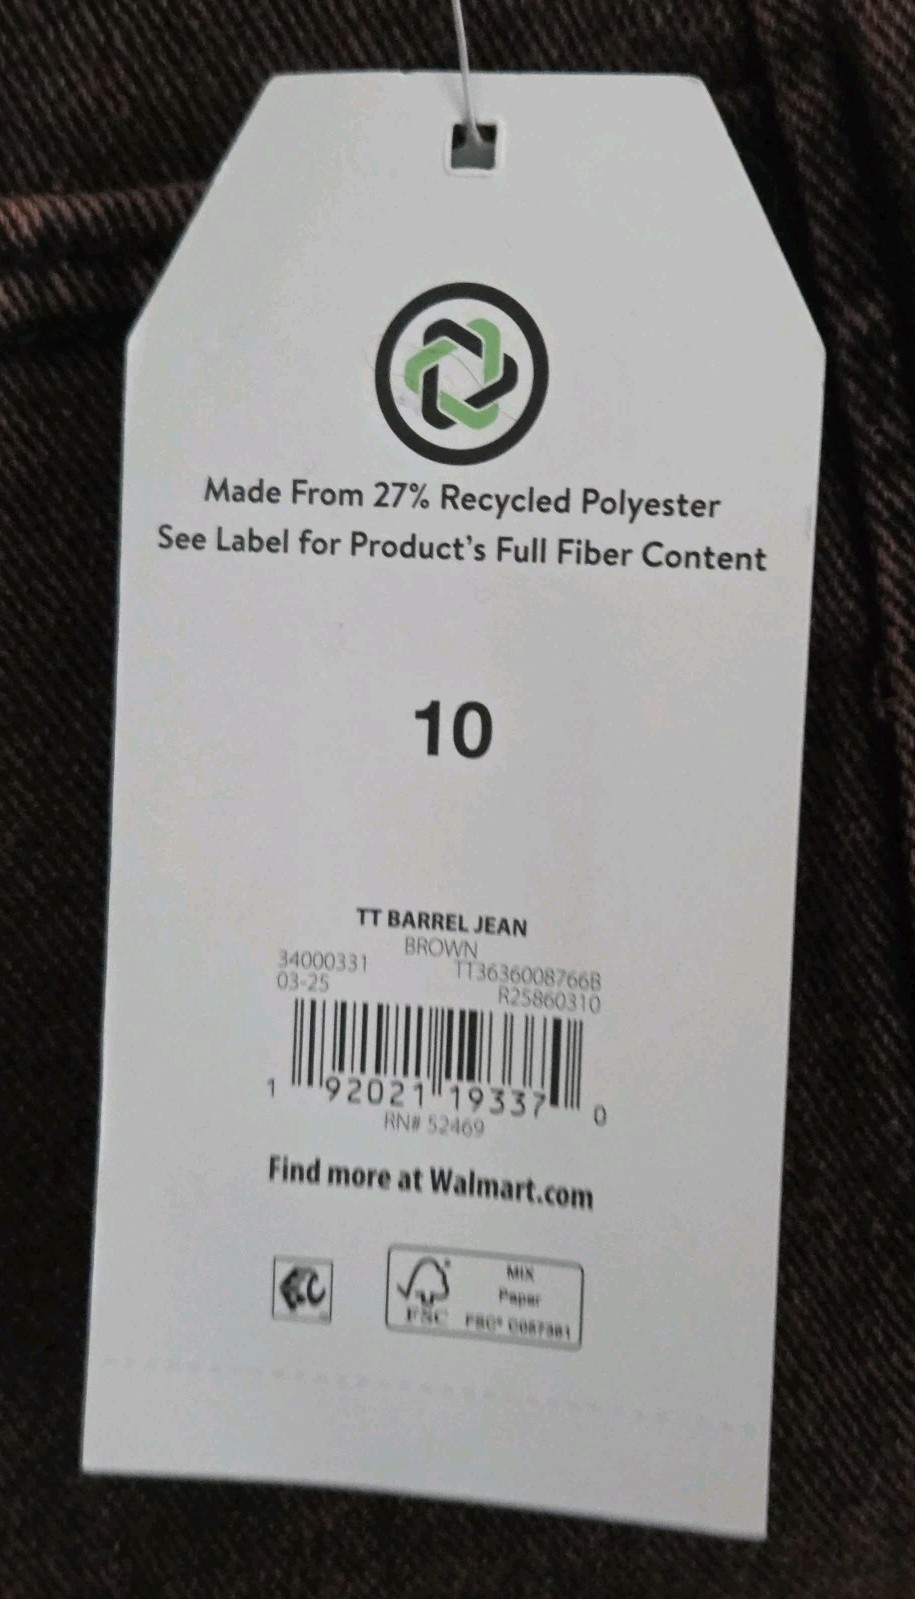 Made From 27% Recycled Polyester
See Label for Product's Full Fiber Content
10
TT BARREL JEAN
BROWN
34000331 TT3636008766B
03-25 R25860310
1 92021 19337 0
RN# 52469
Find more at Walmart.com
MIX
Paper
FSC